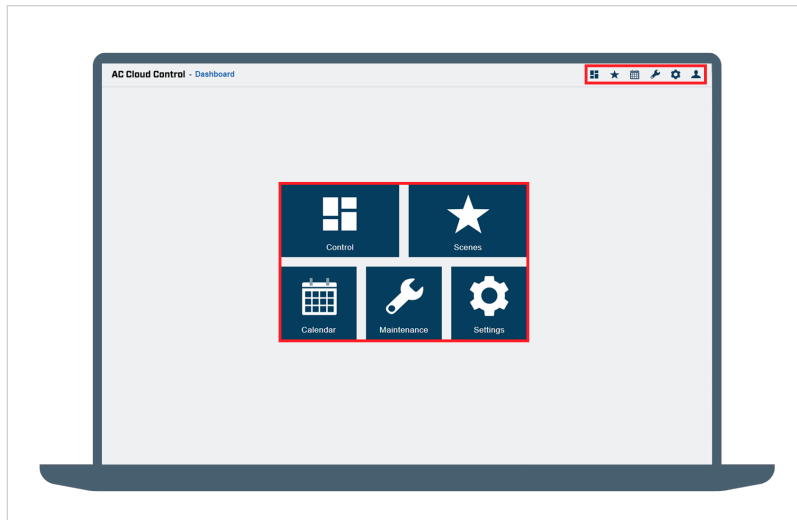 AC Cloud Control - Dashboard
Control
Scenes
Calendar
Maintenance
Settings